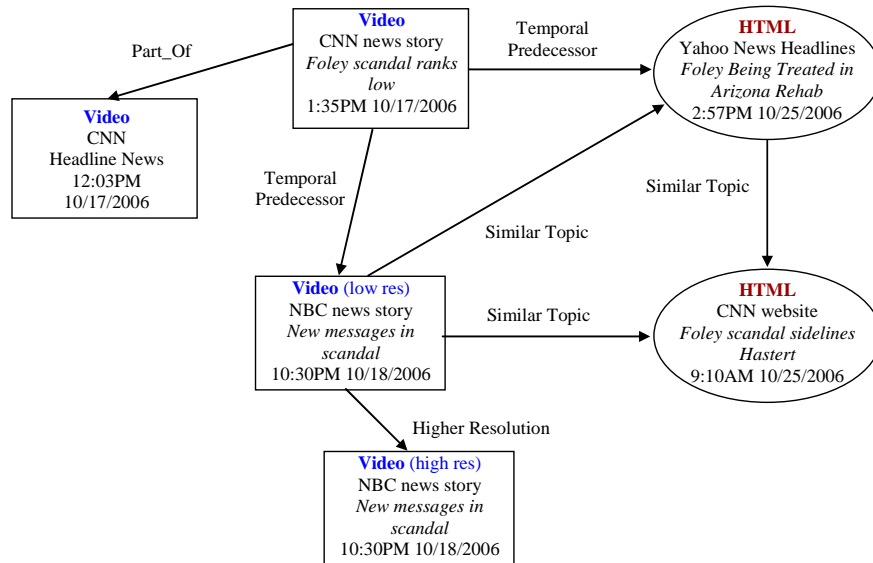 Video
CNN news story
Foley scandal ranks
low
1:35PM 10/17/2006
Temporal
Predecessor
HTML
Yahoo News Headlines
Foley Being Treated in
Arizona Rehab
2:57PM 10/25/2006
Part_Of
Video
CNN
Headline News
12:03PM
10/17/2006
Temporal
Predecessor
Similar Topic
Similar Topic
Video (low res)
NBC news story
New messages in
scandal
10:30PM 10/18/2006
Similar Topic
HTML
CNN website
Foley scandal sidelines
Hastert
9:10AM 10/25/2006
Higher Resolution
Video (high res)
NBC news story
New messages in
scandal
10:30PM 10/18/2006